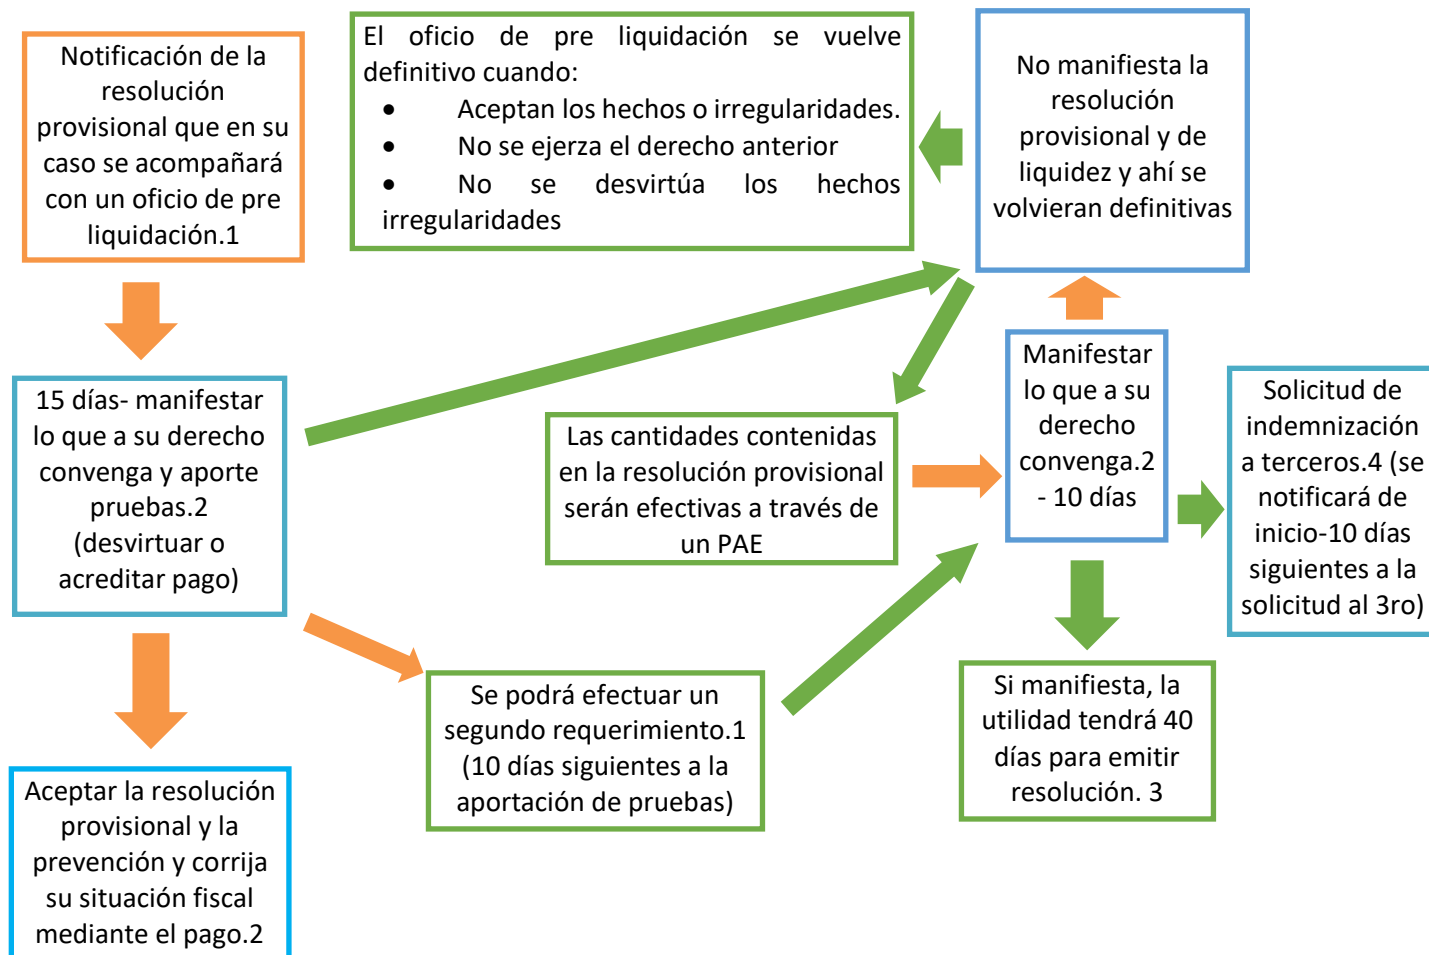 Notificación de la
resolución
provisional que en su
caso se acompañará
con un oficio de pre
liquidación.1
El oficio de pre liquidación se vuelve
definitivo cuando:
• Aceptan los hechos o irregularidades.
• No se ejerza el derecho anterior
• No se desvirtúa los hechos
irregularidades
No manifiesta la
resolución
provisional y de
liquidez y ahí se
volvieran definitivas
15 días- manifestar
lo que a su derecho
convenga y aporte
pruebas.2
(desvirtuar o
acreditar pago)
Las cantidades contenidas
en la resolución provisional
serán efectivas a través de
un PAE
Manifestar
lo que a su
derecho
convenga.2
- 10 días
Solicitud de
indemnización
a terceros.4 (se
notificará de
inicio-10 días
siguientes a la
solicitud al 3ro)
Se podrá efectuar un
segundo requerimiento.1
(10 días siguientes a la
aportación de pruebas)
Si manifiesta, la
utilidad tendrá 40
días para emitir
resolución. 3
Aceptar la resolución
provisional y la
prevención y corrija
su situación fiscal
mediante el pago.2